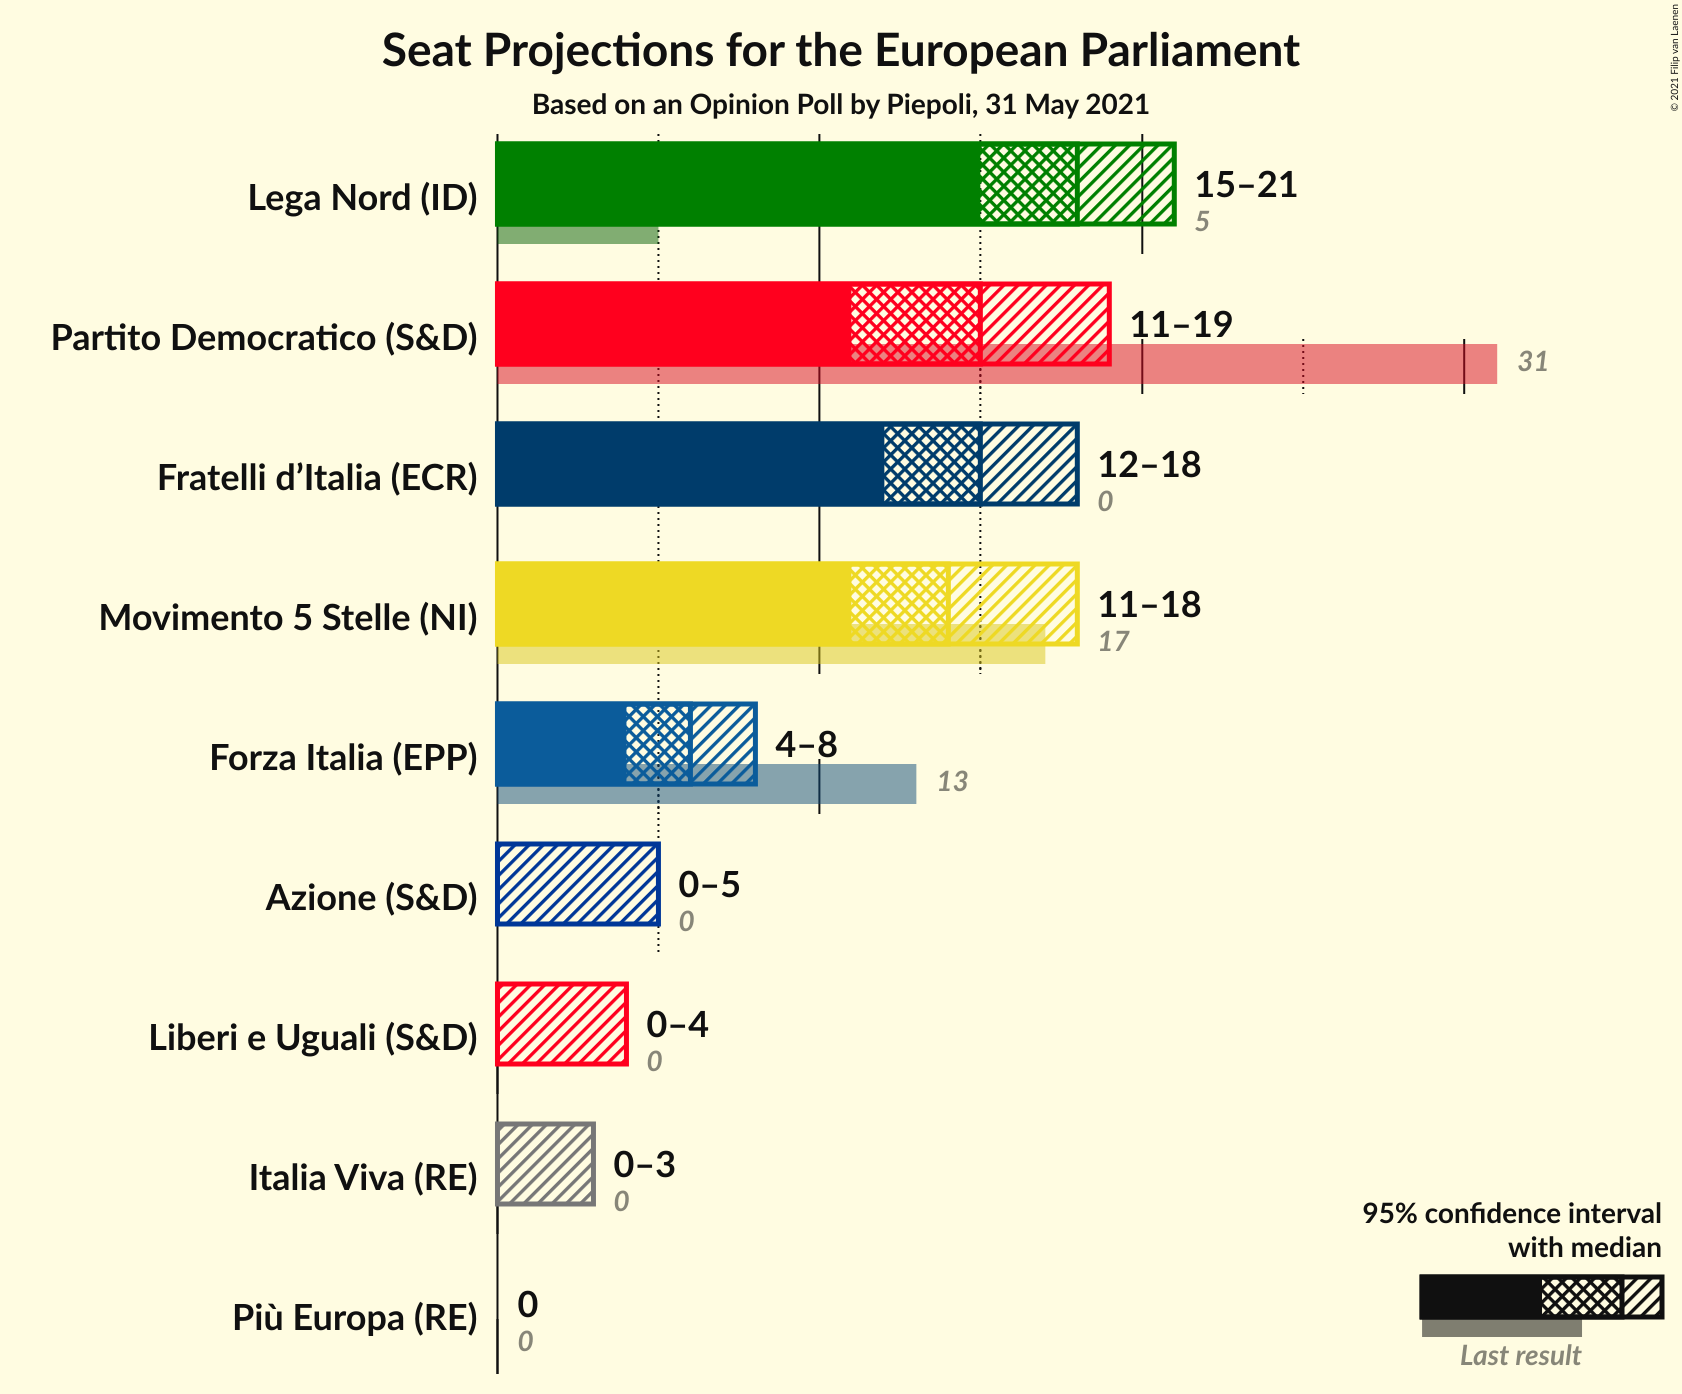 Seat Projections for the European Parliament
Based on an Opinion Poll by Piepoli, 31 May 2021
© 2021 Filip van Laenen
Lega Nord (ID)
15–21
5
Partito Democratico (S&D)
11–19
31
Fratelli d’Italia (ECR)
12–18
0
Movimento 5 Stelle (NI)
11–18
17
Forza Italia (EPP)
4–8
13
Azione (S&D)
0–5
0
Liberi e Uguali (S&D)
0–4
0
Italia Viva (RE)
0–3
0
Più Europa (RE)
0
0
95% confidence interval
with median
Last result